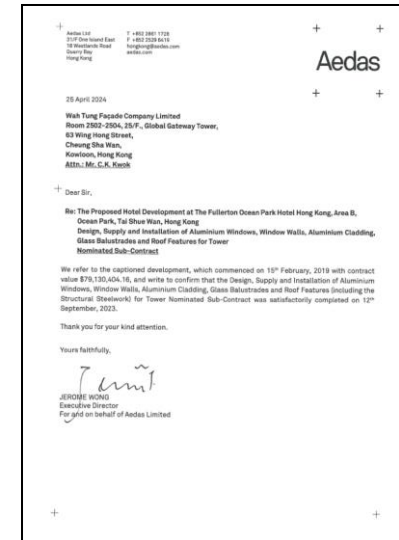 Aedas Ltd
31/F One Island East
18 Westlands Road
Quarry Bay
Hong Kong
T +852 2861 1728
F +852 2529 6419
hongkong@aedas.com
aedas.com
Aedas
25 April 2024
Wah Tung Façade Company Limited
Room 2502-2504, 25/F., Global Gateway Tower,
63 Wing Hong Street,
Cheung Sha Wan,
Kowloon, Hong Kong
Attn.: Mr. C.K. Kwok
Dear Sir,
Re: The Proposed Hotel Development at The Fullerton Ocean Park Hotel Hong Kong, Area B,
Ocean Park, Tai Shue Wan, Hong Kong
Design, Supply and Installation of Aluminium Windows, Window Walls, Aluminium Cladding,
Glass Balustrades and Roof Features for Tower
Nominated Sub-Contract
We refer to the captioned development, which commenced on 15th February, 2019 with contract
value $79,130,404.16, and write to confirm that the Design, Supply and Installation of Aluminium
Windows, Window Walls, Aluminium Cladding, Glass Balustrades and Roof Features (including the
Structural Steelwork) for Tower Nominated Sub-Contract was satisfactorily completed on 12th
September, 2023.
Thank you for your kind attention.
Yours faithfully,
JEROME WONG
Executive Director
For and on behalf of Aedas Limited